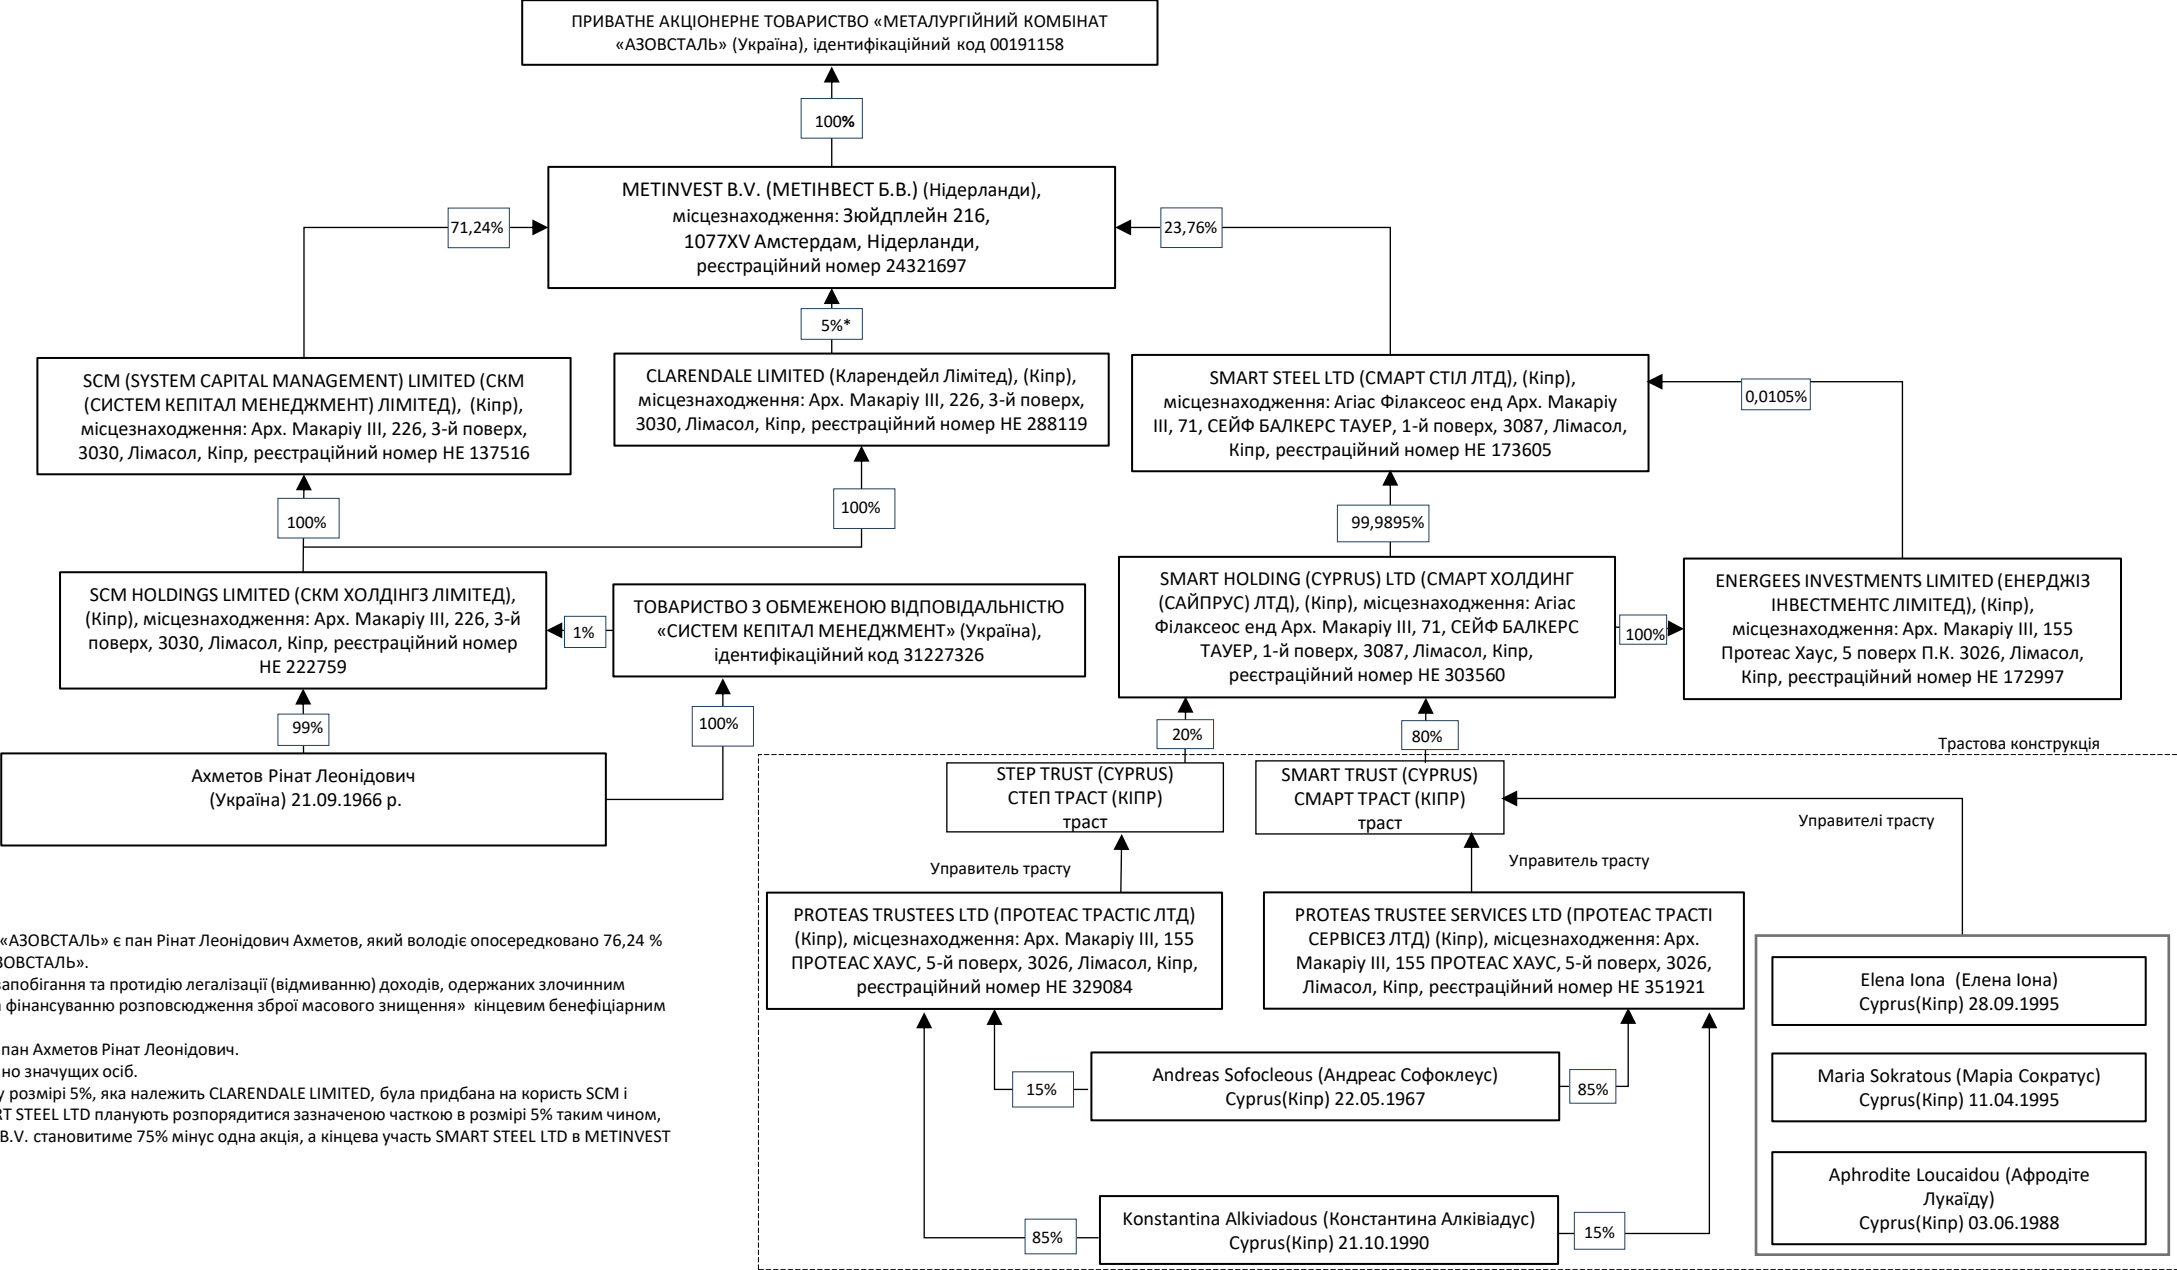 ПРИВАТНЕ АКЦІОНЕРНЕ ТОВАРИСТВО «МЕТАЛУРГІЙНИЙ КОМБІНАТ
«АЗОВСТАЛЬ» (Україна), ідентифікаційний код 00191158
100%
METINVEST B.V. (МЕТІНВЕСТ Б.В.) (Нідерланди),
місцезнаходження: Зюйдплейн 216,
1077XV Амстердам, Нідерланди,
реєстраційний номер 24321697
71,24%
23,76%
5%*
SCM (SYSTEM CAPITAL MANAGEMENT) LIMITED (СКМ
(СИСТЕМ КЕПІТАЛ МЕНЕДЖМЕНТ) ЛІМІТЕД), (Кіпр),
місцезнаходження: Арх. Макаріу III, 226, 3-й поверх,
3030, Лімасол, Кіпр, реєстраційний номер HE 137516
CLARENDALE LIMITED (Кларендейл Лімітед), (Кіпр),
місцезнаходження: Арх. Макаріу III, 226, 3-й поверх,
3030, Лімасол, Кіпр, реєстраційний номер HE 288119
SMART STEEL LTD (СМАРТ СТІЛ ЛТД), (Кіпр),
місцезнаходження: Агіас Філаксеос енд Арх. Макаріу
III, 71, СЕЙФ БАЛКЕРС ТАУЕР, 1-й поверх, 3087, Лімасол,
Кіпр, реєстраційний номер HE 173605
0,0105%
100%
100%
99,9895%
SCM HOLDINGS LIMITED (СКМ ХОЛДІНГЗ ЛІМІТЕД),
(Кіпр), місцезнаходження: Арх. Макаріу III, 226, 3-й
поверх, 3030, Лімасол, Кіпр, реєстраційний номер
HE 222759
1%
ТОВАРИСТВО З ОБМЕЖЕНОЮ ВІДПОВІДАЛЬНІСТЮ
«СИСТЕМ КЕПІТАЛ МЕНЕДЖМЕНТ» (Україна),
ідентифікаційний код 31227326
SMART HOLDING (CYPRUS) LTD (СМАРТ ХОЛДИНГ
(САЙПРУС) ЛТД), (Кіпр), місцезнаходження: Агіас
Філаксеос енд Арх. Макаріу III, 71, СЕЙФ БАЛКЕРС
ТАУЕР, 1-й поверх, 3087, Лімасол, Кіпр,
реєстраційний номер HE 303560
100%
ENERGEES INVESTMENTS LIMITED (ЕНЕРДЖІЗ
ІНВЕСТМЕНТС ЛІМІТЕД), (Кіпр),
місцезнаходження: Арх. Макаріу III, 155
Протеас Хаус, 5 поверх П.К. 3026, Лімасол,
Кіпр, реєстраційний номер HE 172997
99%
100%
20%
80%
Трастова конструкція
Ахметов Рінат Леонідович
(Україна) 21.09.1966 р.
STEP TRUST (CYPRUS)
СТЕП ТРАСТ (КІПР)
траст
SMART TRUST (CYPRUS)
СМАРТ ТРАСТ (КІПР)
траст
Управителі трасту
Управитель трасту
Управитель трасту
PROTEAS TRUSTEES LTD (ПРОТЕАС ТРАСТІС ЛТД)
(Кіпр), місцезнаходження: Арх. Макаріу III, 155
ПРОТЕАС ХАУС, 5-й поверх, 3026, Лімасол, Кіпр,
реєстраційний номер HE 329084
PROTEAS TRUSTEE SERVICES LTD (ПРОТЕАС ТРАСТІ
СЕРВІСЕЗ ЛТД) (Кіпр), місцезнаходження: Арх.
Макаріу III, 155 ПРОТЕАС ХАУС, 5-й поверх, 3026,
Лімасол, Кіпр, реєстраційний номер HE 351921
«АЗОВСТАЛЬ» є пан Рінат Леонідович Ахметов, який володіє опосередковано 76,24 %
ЗОВСТАЛЬ».
запобігання та протидію легалізації (відмиванню) доходів, одержаних злочинним
фінансуванню розповсюдження зброї масового знищення» кінцевим бенефіціарним
пан Ахметов Рінат Леонідович.
но значущих осіб.
у розмірі 5%, яка належить CLARENDALE LIMITED, була придбана на користь SCM і
RT STEEL LTD планують розпорядитися зазначеною часткою в розмірі 5% таким чином,
B.V. становитиме 75% мінус одна акція, а кінцева участь SMART STEEL LTD в METINVEST
Elena Iona (Елена Іона)
Cyprus(Кіпр) 28.09.1995
Maria Sokratous (Марія Сократус)
Cyprus(Кіпр) 11.04.1995
Aphrodite Loucaidou (Афродіте
Лукаїду)
Cyprus(Кіпр) 03.06.1988
15%
Andreas Sofocleous (Андреас Софоклеус)
Cyprus(Кіпр) 22.05.1967
85%
85%
Konstantina Alkiviadous (Константина Алківіадус)
Cyprus(Кіпр) 21.10.1990
15%